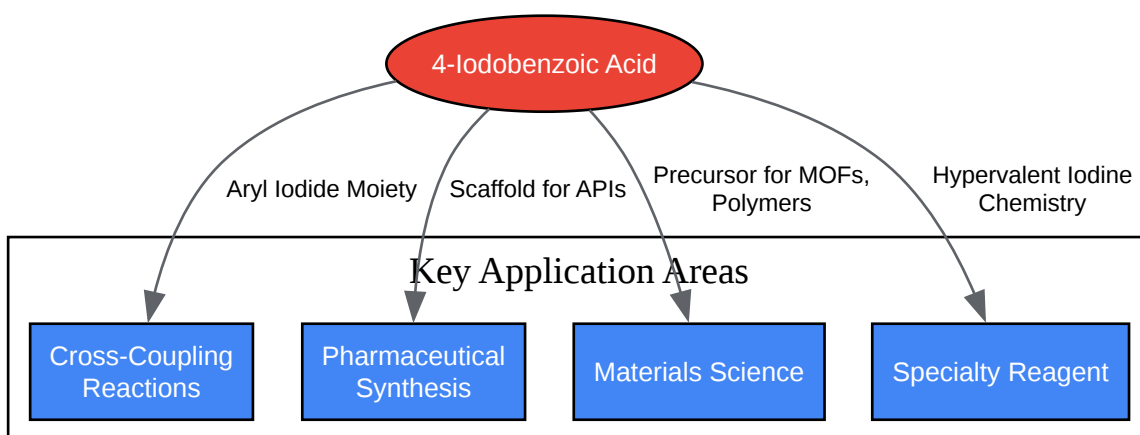 4-Iodobenzoic Acid
Aryl Iodide Moiety
Scaffold for APIs
Precursor for MOFs,
Polymers
Hypervalent Iodine
Chemistry
Key Application Areas
Cross-Coupling
Reactions
Pharmaceutical
Synthesis
Materials Science
Specialty Reagent